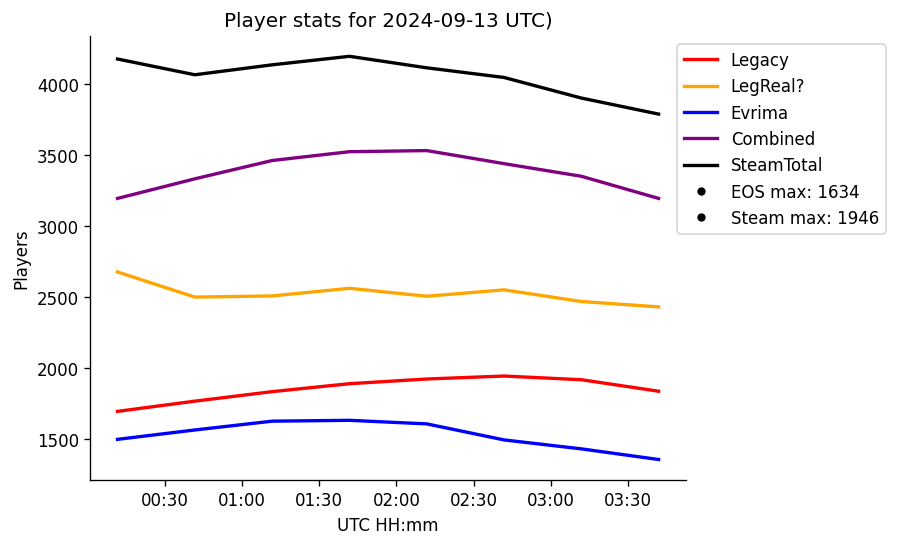 Player stats for 2024-09-13 UTC)
Legacy
LegReal?
Evrima
Combined
SteamTotal
EOS max: 1634
Steam max: 1946
Players
4000
3500
3000
2500
2000
1500
00:30 01:00 01:30 02:00 02:30 03:00 03:30
UTC HH:mm